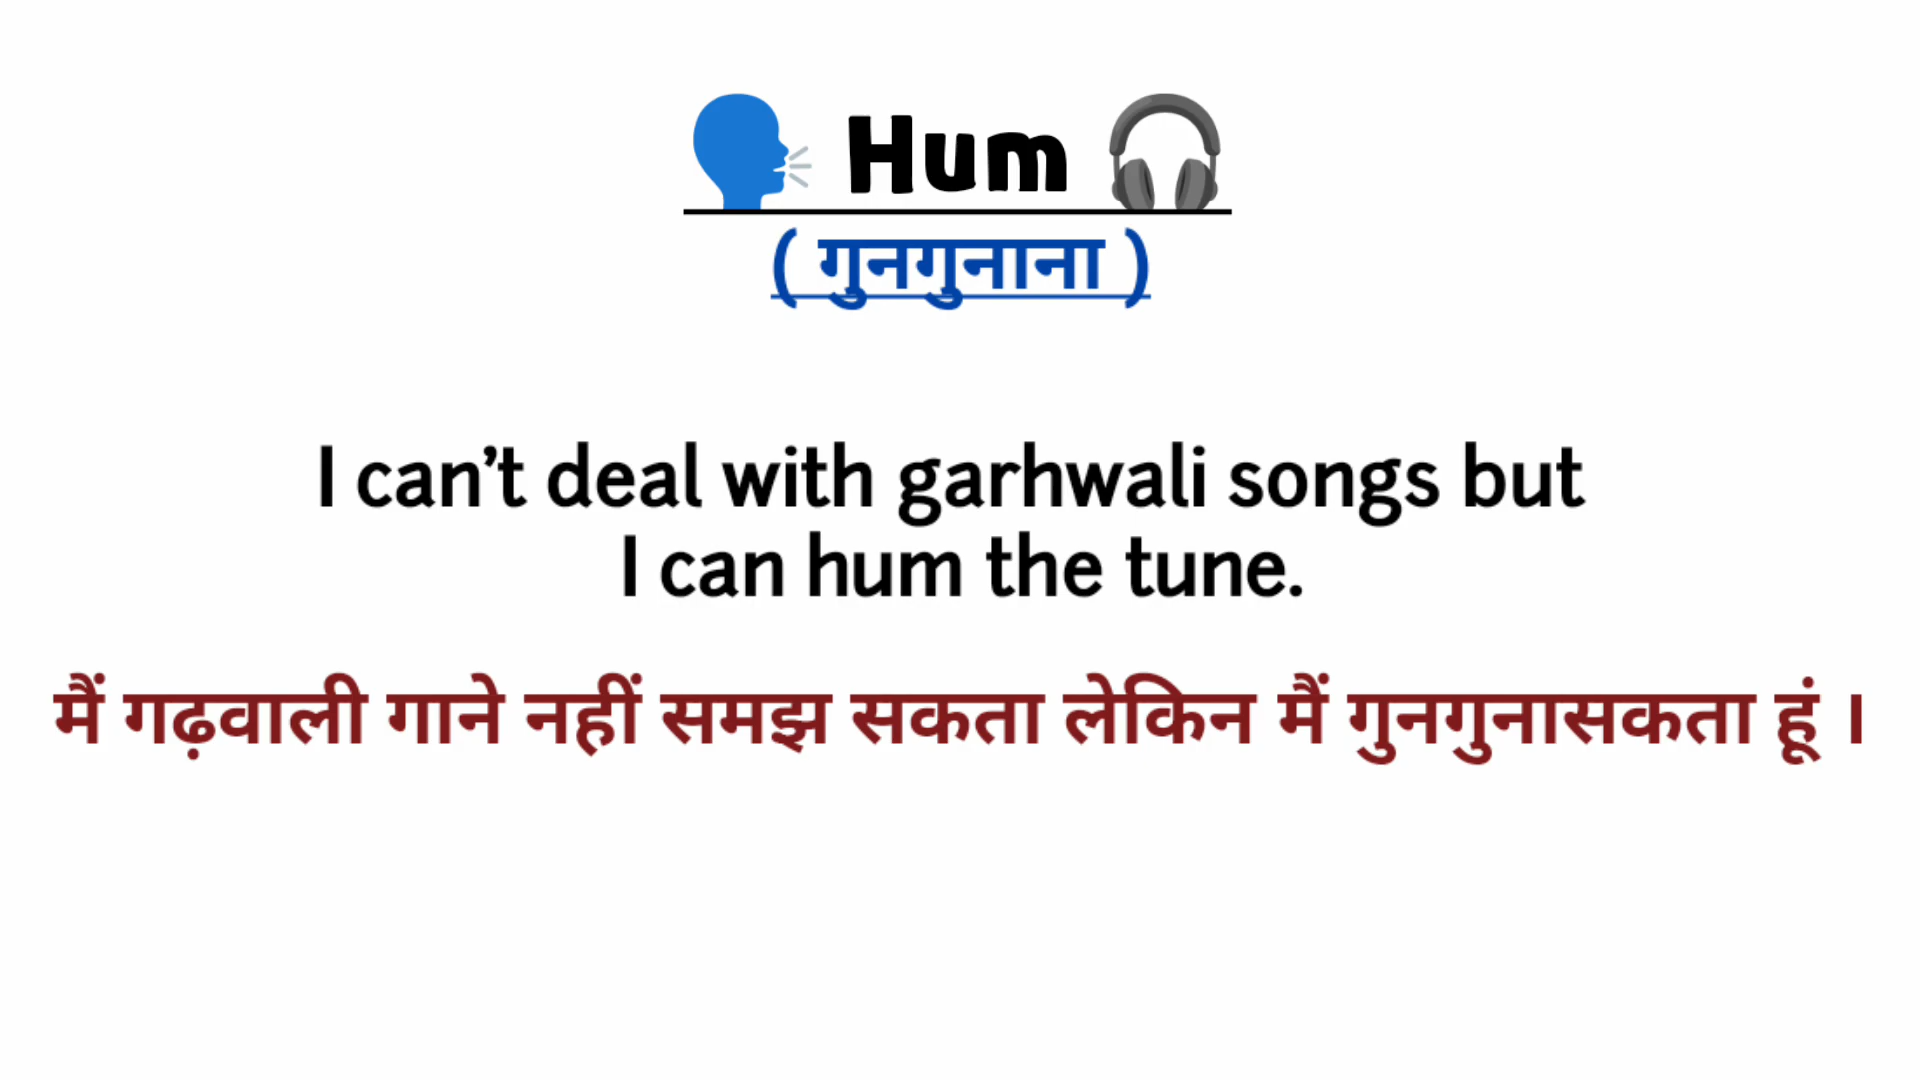 Hum
( गुनगुनाना )
I can't deal with garhwali songs but
I can hum the tune.
मैं गढ़वाली गाने नहीं समझ सकता लेकिन मैं गुनगुनासकता हूं ।